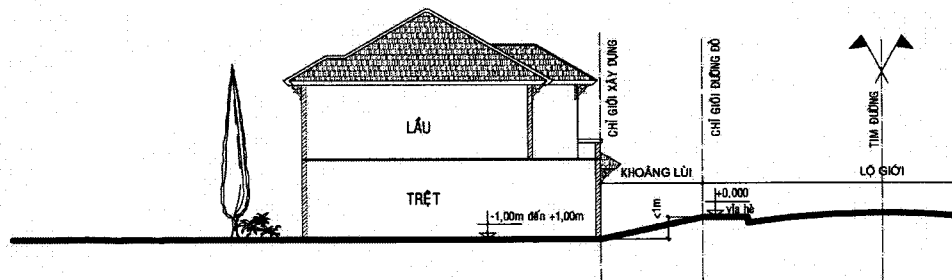 CHỈ GIỚI XÂY DỰNG
CHỈ GIỚI ĐƯỜNG ĐỎ
TIM ĐƯỜNG
LẦU
KHOẢNG LÙI
LỘ GIỚI
TRỆT
-1,00m đến +1,00m
<1m
+0,000
vỉa hè